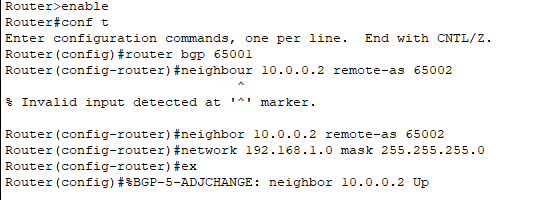 Router>enable
Router#conf t
Enter configuration commands, one per line.  End with CNTL/Z.
Router(config)#router bgp 65001
Router(config-router)#neighbour 10.0.0.2 remote-as 65002
                            ^
% Invalid input detected at '^' marker.

Router(config-router)#neighbor 10.0.0.2 remote-as 65002
Router(config-router)#network 192.168.1.0 mask 255.255.255.0
Router(config-router)#ex
Router(config)#%BGP-5-ADJCHANGE: neighbor 10.0.0.2 Up